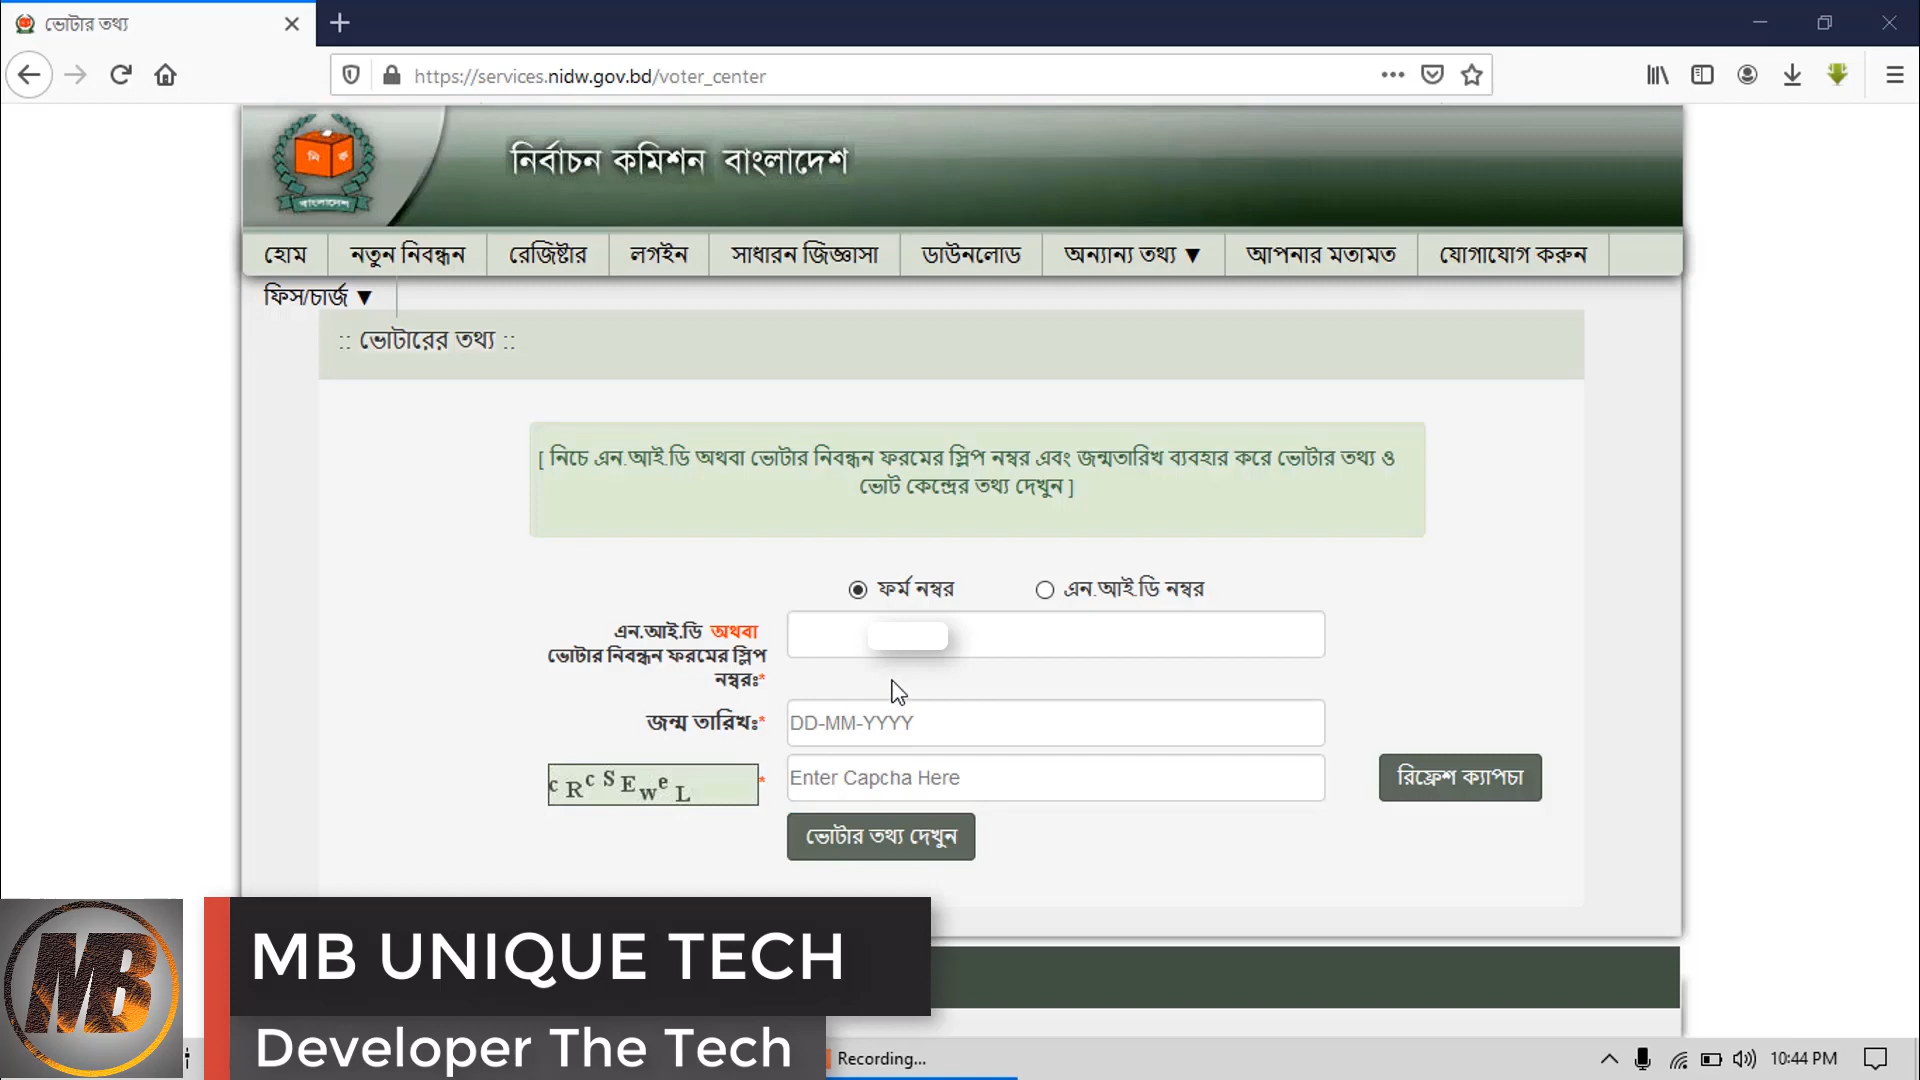 ভোটার তথ্য
https://services.nidw.gov.bd/voter_center
নি ক
বাংলাদেশ
নির্বাচন কমিশন বাংলাদেশ
হোম নতুন নিবন্ধন রেজিষ্টার লগইন সাধারন জিজ্ঞাসা ডাউনলোড অন্যান্য তথ্য ▼ আপনার মতামত যোগাযোগ করুন
ফিস/চার্জ ▼
:: ভোটারের তথ্য ::
[ নিচে এন.আই.ডি অথবা ভোটার নিবন্ধন ফরমের স্লিপ নম্বর এবং জন্মতারিখ ব্যবহার করে ভোটার তথ্য ও
ভোট কেন্দ্রের তথ্য দেখুন ]
ফর্ম নম্বর এন.আই.ডি নম্বর
এন.আই.ডি অথবা
ভোটার নিবন্ধন ফরমের স্লিপ
নম্বরঃ*
জন্ম তারিখঃ* DD-MM-YYYY
cRcSEweL * Enter Capcha Here রিফ্রেশ ক্যাপচা
ভোটার তথ্য দেখুন
MB
MB UNIQUE TECH
Developer The Tech
Recording...
10:44 PM